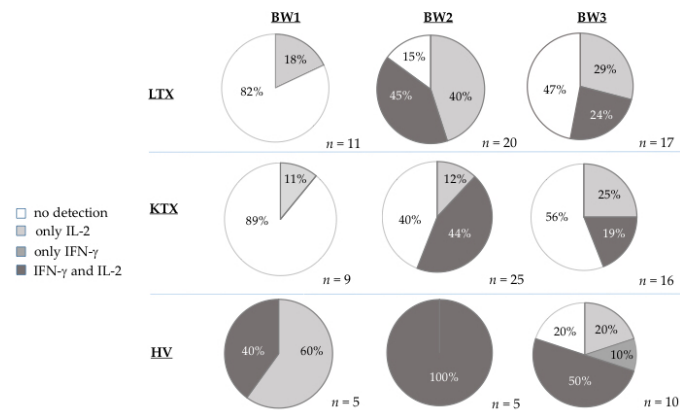 BW1 BW2 BW3
LTX
18%
82%
n = 11
15%
45%
40%
n = 20
29%
47%
24%
n = 17
KTX
11%
89%
n = 9
12%
40%
44%
n = 25
25%
56%
19%
n = 16
no detection
only IL-2
only IFN-γ
IFN-γ and IL-2
HV
40%
60%
n = 5
100%
n = 5
20%
20%
10%
50%
n = 10